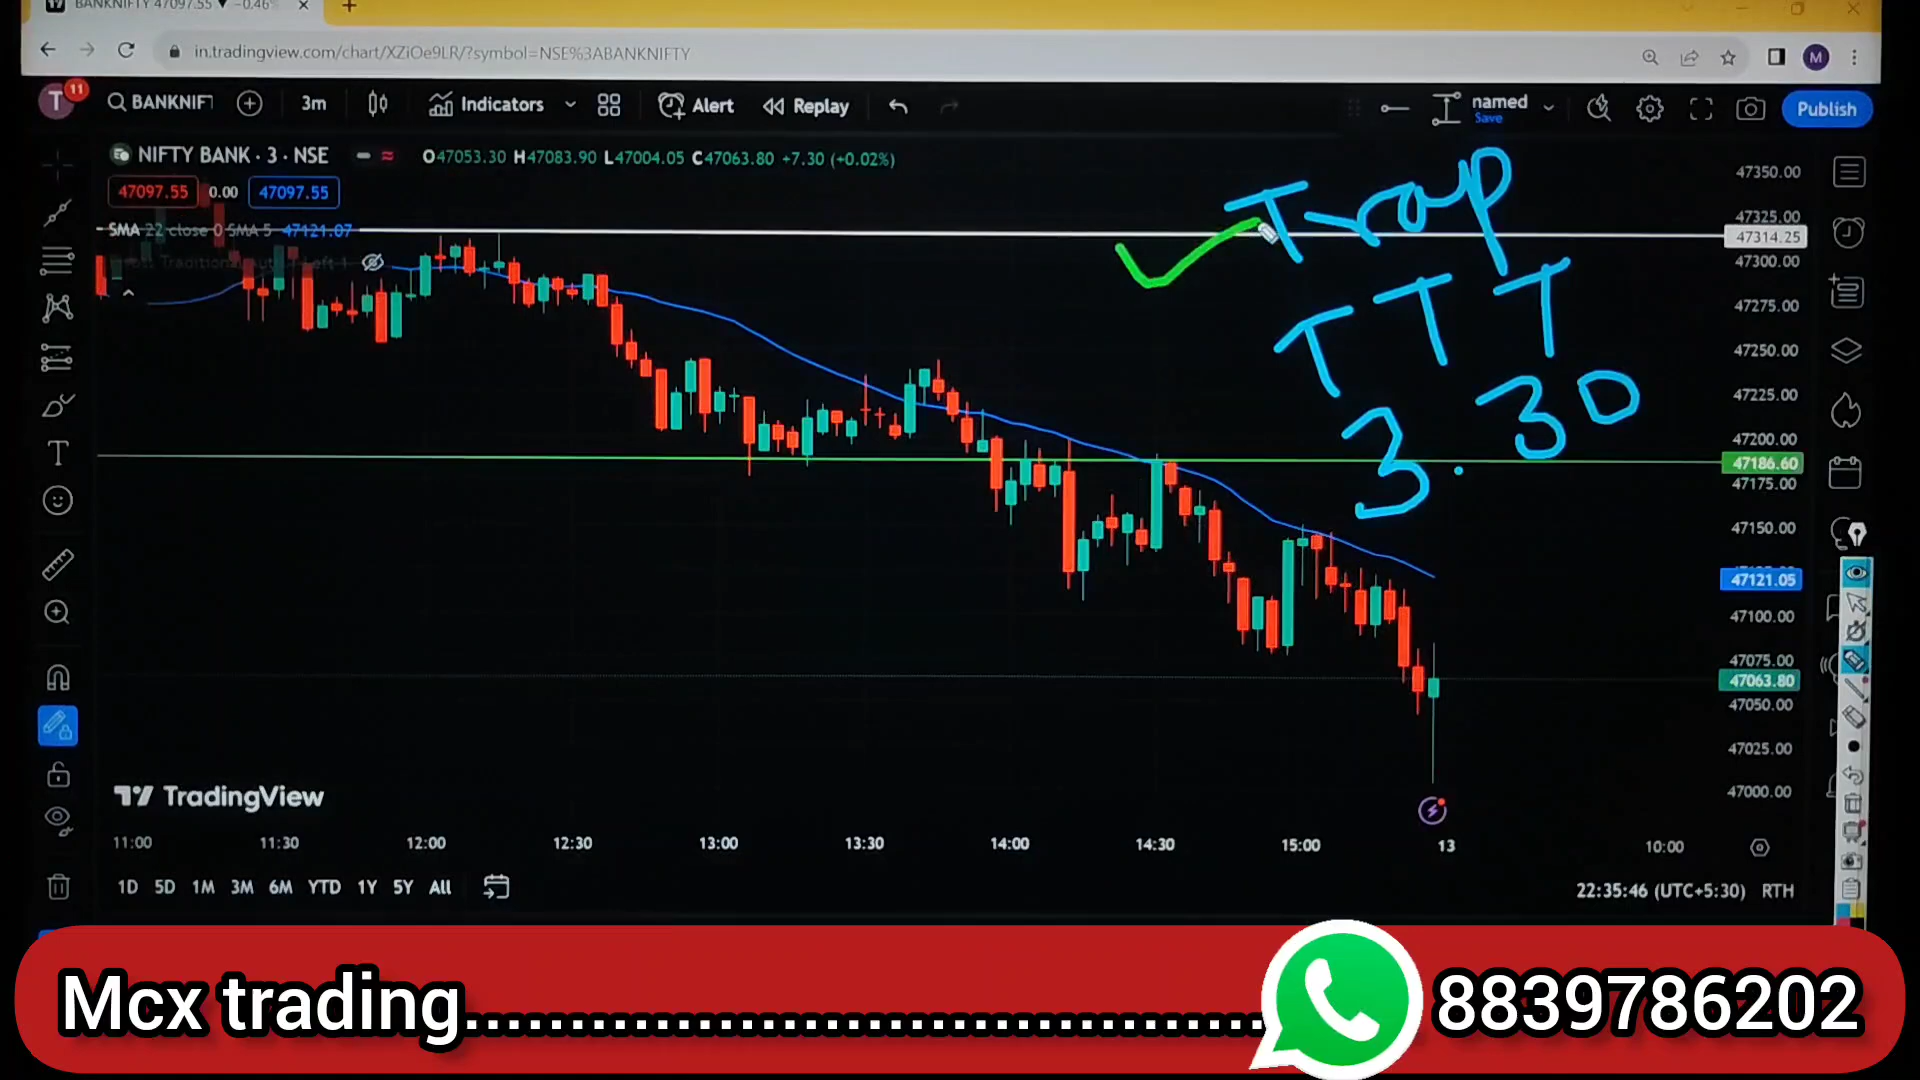 BANKNIFTY 47097.55 ▼ −0.46%
in.tradingview.com/chart/XZiOe9LR/?symbol=NSE%3ABANKNIFTY
M
T
11
BANKNIFT
3m
Indicators
Alert
Replay
named
Save
Publish
NIFTY BANK · 3 · NSE
O47053.30 H47083.90 L47004.05 C47063.80 +7.30 (+0.02%)
47097.55 0.00 47097.55
SMA 22 close 0 SMA 5 47121.07
Trap
T T T
3.30
47350.00
47325.00
47314.25
47300.00
47275.00
47250.00
47225.00
47200.00
47186.60
47175.00
47150.00
47121.05
47100.00
47075.00
47063.80
47050.00
47025.00
47000.00
TradingView
11:00 11:30 12:00 12:30 13:00 13:30 14:00 14:30 15:00 13 10:00
1D 5D 1M 3M 6M YTD 1Y 5Y All
22:35:46 (UTC+5:30) RTH
Mcx trading...................................... 8839786202